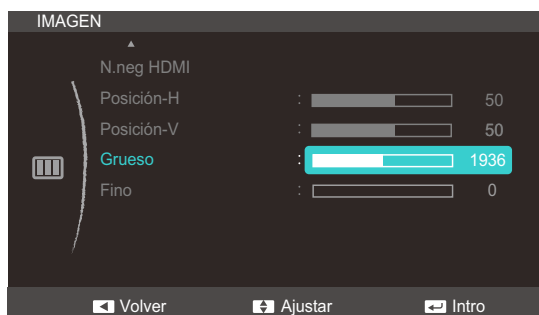 IMAGEN
N.neg HDMI
Posición-H : 50
Posición-V : 50
Grueso : 1936
Fino : 0
Volver Ajustar Intro